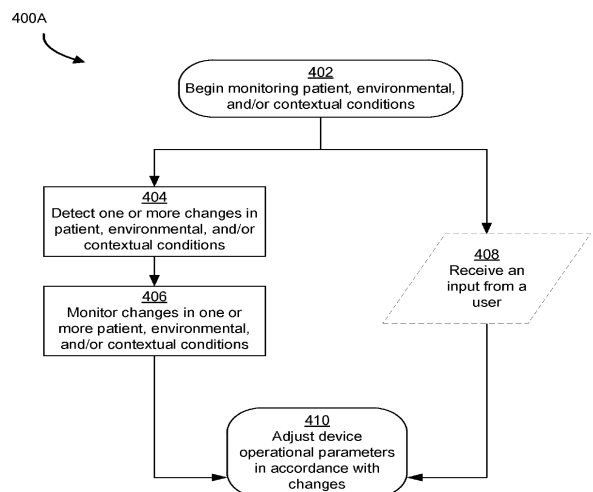 400A
402
Begin monitoring patient, environmental,
and/or contextual conditions
404
Detect one or more changes in
patient, environmental, and/or
contextual conditions
406
Monitor changes in one or
more patient, environmental,
and/or contextual conditions
408
Receive an
input from a
user
410
Adjust device
operational parameters
in accordance with
changes